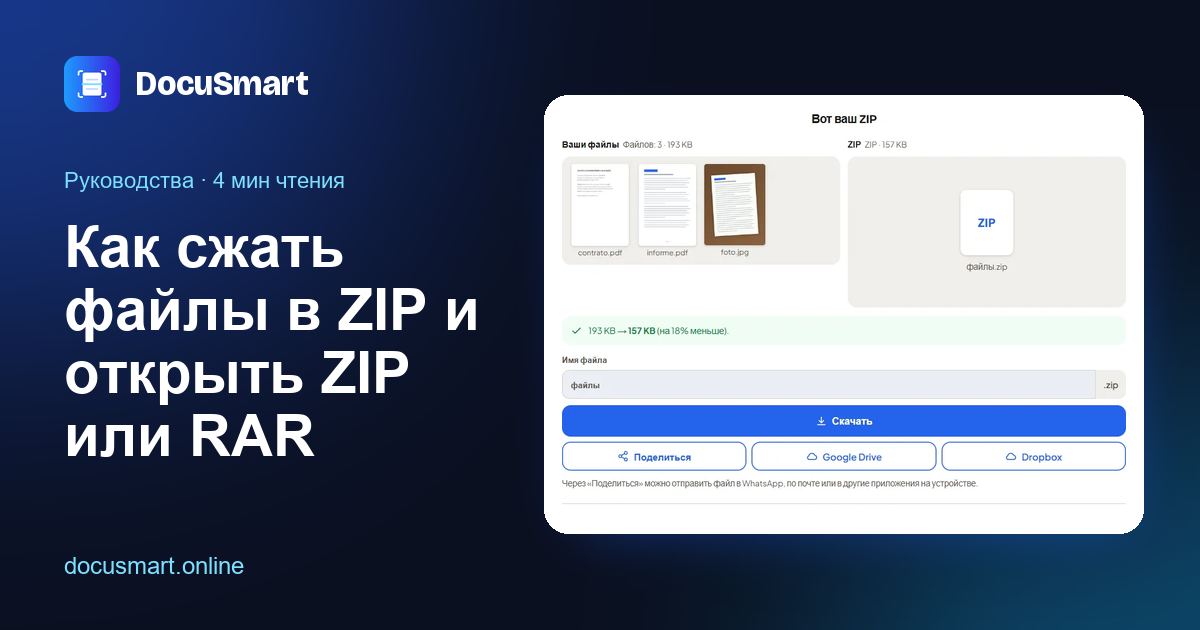 DocuSmart
Руководства · 4 мин чтения
Как сжать
файлы в ZIP и
открыть ZIP
или RAR
docusmart.online
Вот ваш ZIP
Ваши файлы Файлов: 3 · 193 KB
contrato.pdf
informe.pdf
foto.jpg
ZIP ZIP · 157 KB
ZIP
файлы.zip
193 KB → 157 KB (на 18% меньше).
Имя файла
файлы
.zip
Скачать
Поделиться
Google Drive
Dropbox
Через «Поделиться» можно отправить файл в WhatsApp, по почте или в другие приложения на устройстве.